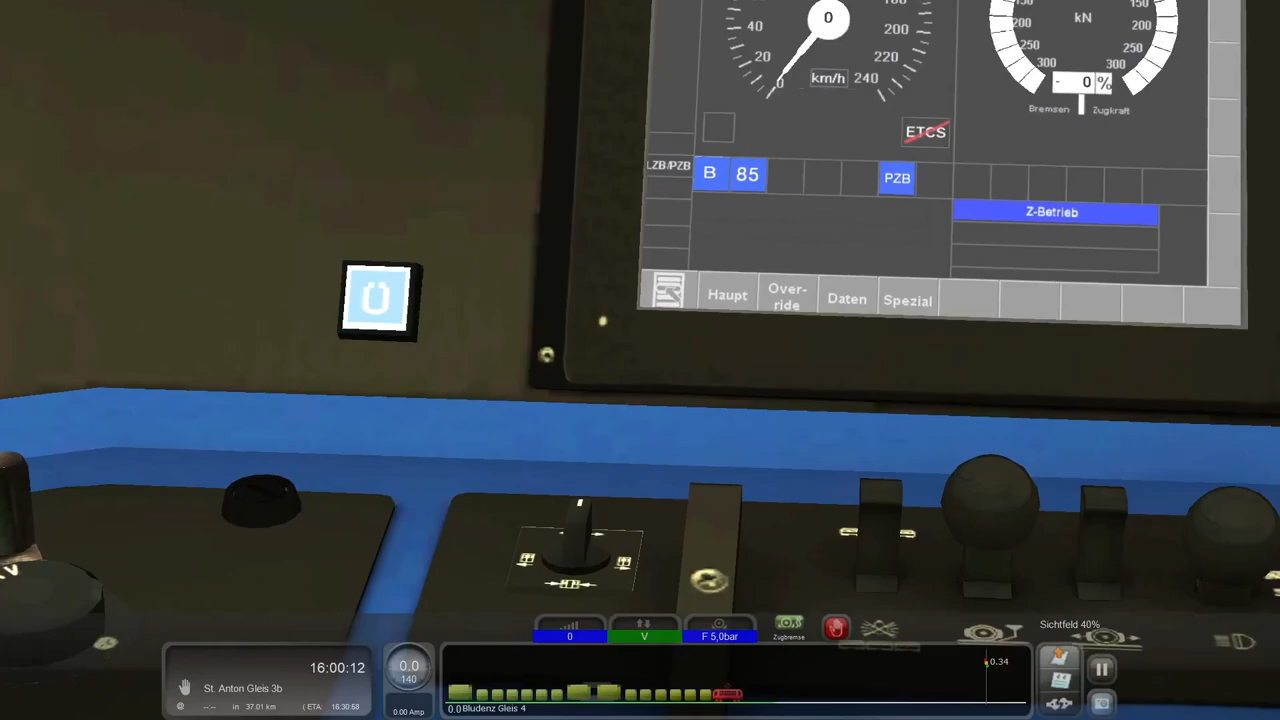 0
40
20
0
180
200
220
240
km/h
kN
150
200
250
300
150
200
250
300
- 0 %
Bremsen
Zugkraft
ETCS
LZB/PZB
B
85
PZB
Z-Betrieb
Haupt
Over-
ride
Daten
Spezial
Ü
0
V
F 5,0bar
Zugbremse
Sichtfeld 40%
16:00:12
St. Anton Gleis 3b
--:-- in 37.01 km ( ETA: 16:30:58
0.0
140
0.00 Amp
0.34
0.0 Bludenz Gleis 4